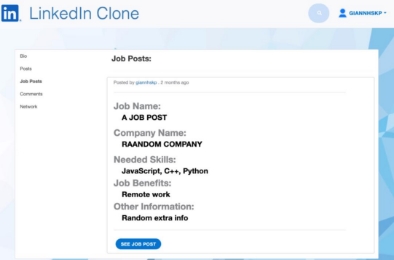 in. LinkedIn Clone
GIANNHSKP
Bio
Posts
Job Posts
Comments
Network
Job Posts:
Posted by giannhskp , 2 months ago
Job Name:
A JOB POST
Company Name:
RAANDOM COMPANY
Needed Skills:
JavaScript, C++, Python
Job Benefits:
Remote work
Other Information:
Random extra info
SEE JOB POST